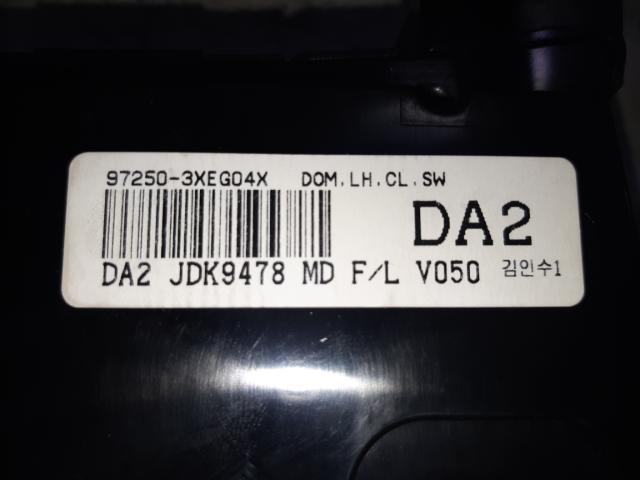 97250-3XEG04X DOM.LH.CL.SW
DA2
DA2 JDK9478 MD F/L V050 김인수1